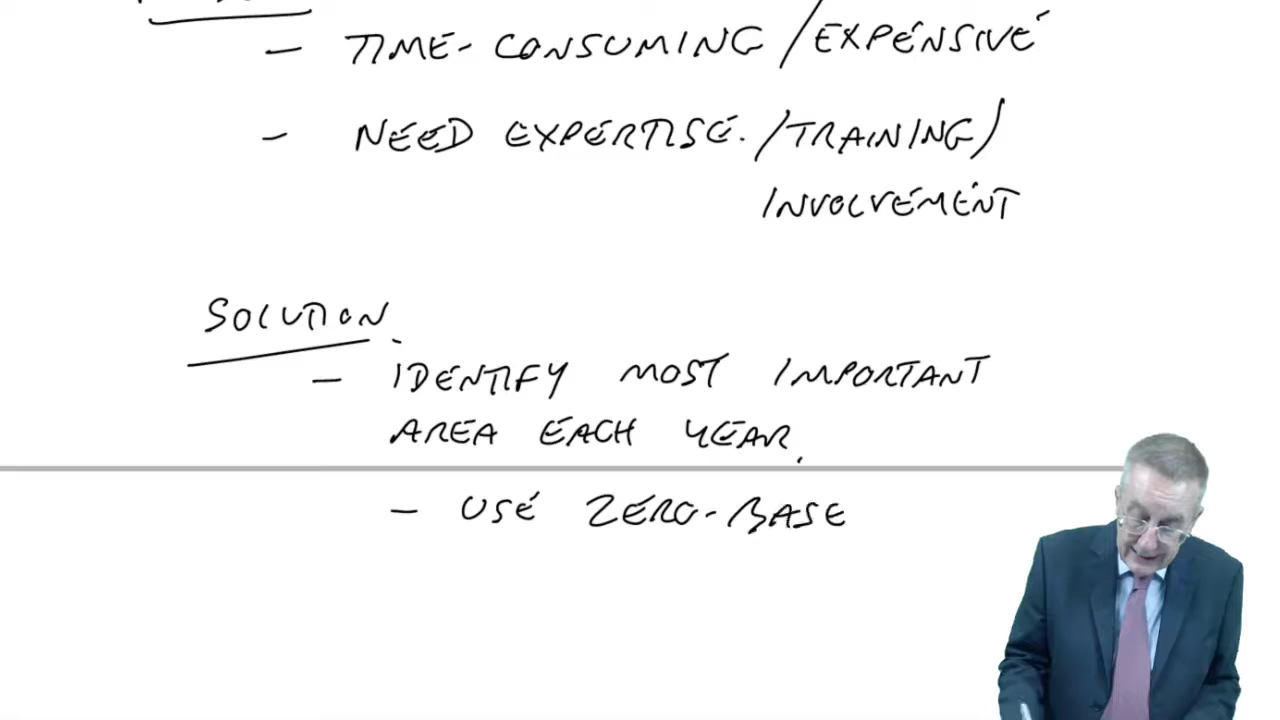 - TIME-CONSUMING / EXPENSIVE
- NEED EXPERTISE. / TRAINING /
INVOLVEMENT
SOLUTION.
- IDENTIFY MOST IMPORTANT
AREA EACH YEAR.
- USE ZERO-BASE